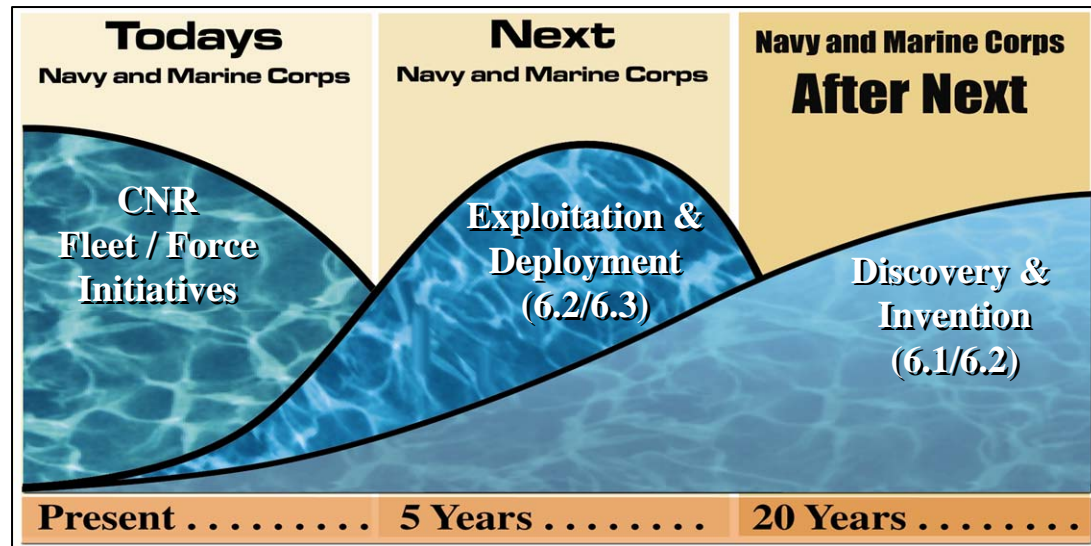 Todays
Navy and Marine Corps
Next
Navy and Marine Corps
Navy and Marine Corps
After Next
CNR
Fleet / Force
Initiatives
Exploitation &
Deployment
(6.2/6.3)
Discovery &
Invention
(6.1/6.2)
Present . . . . . . . . . 5 Years . . . . . . . . 20 Years . . . . . . . .